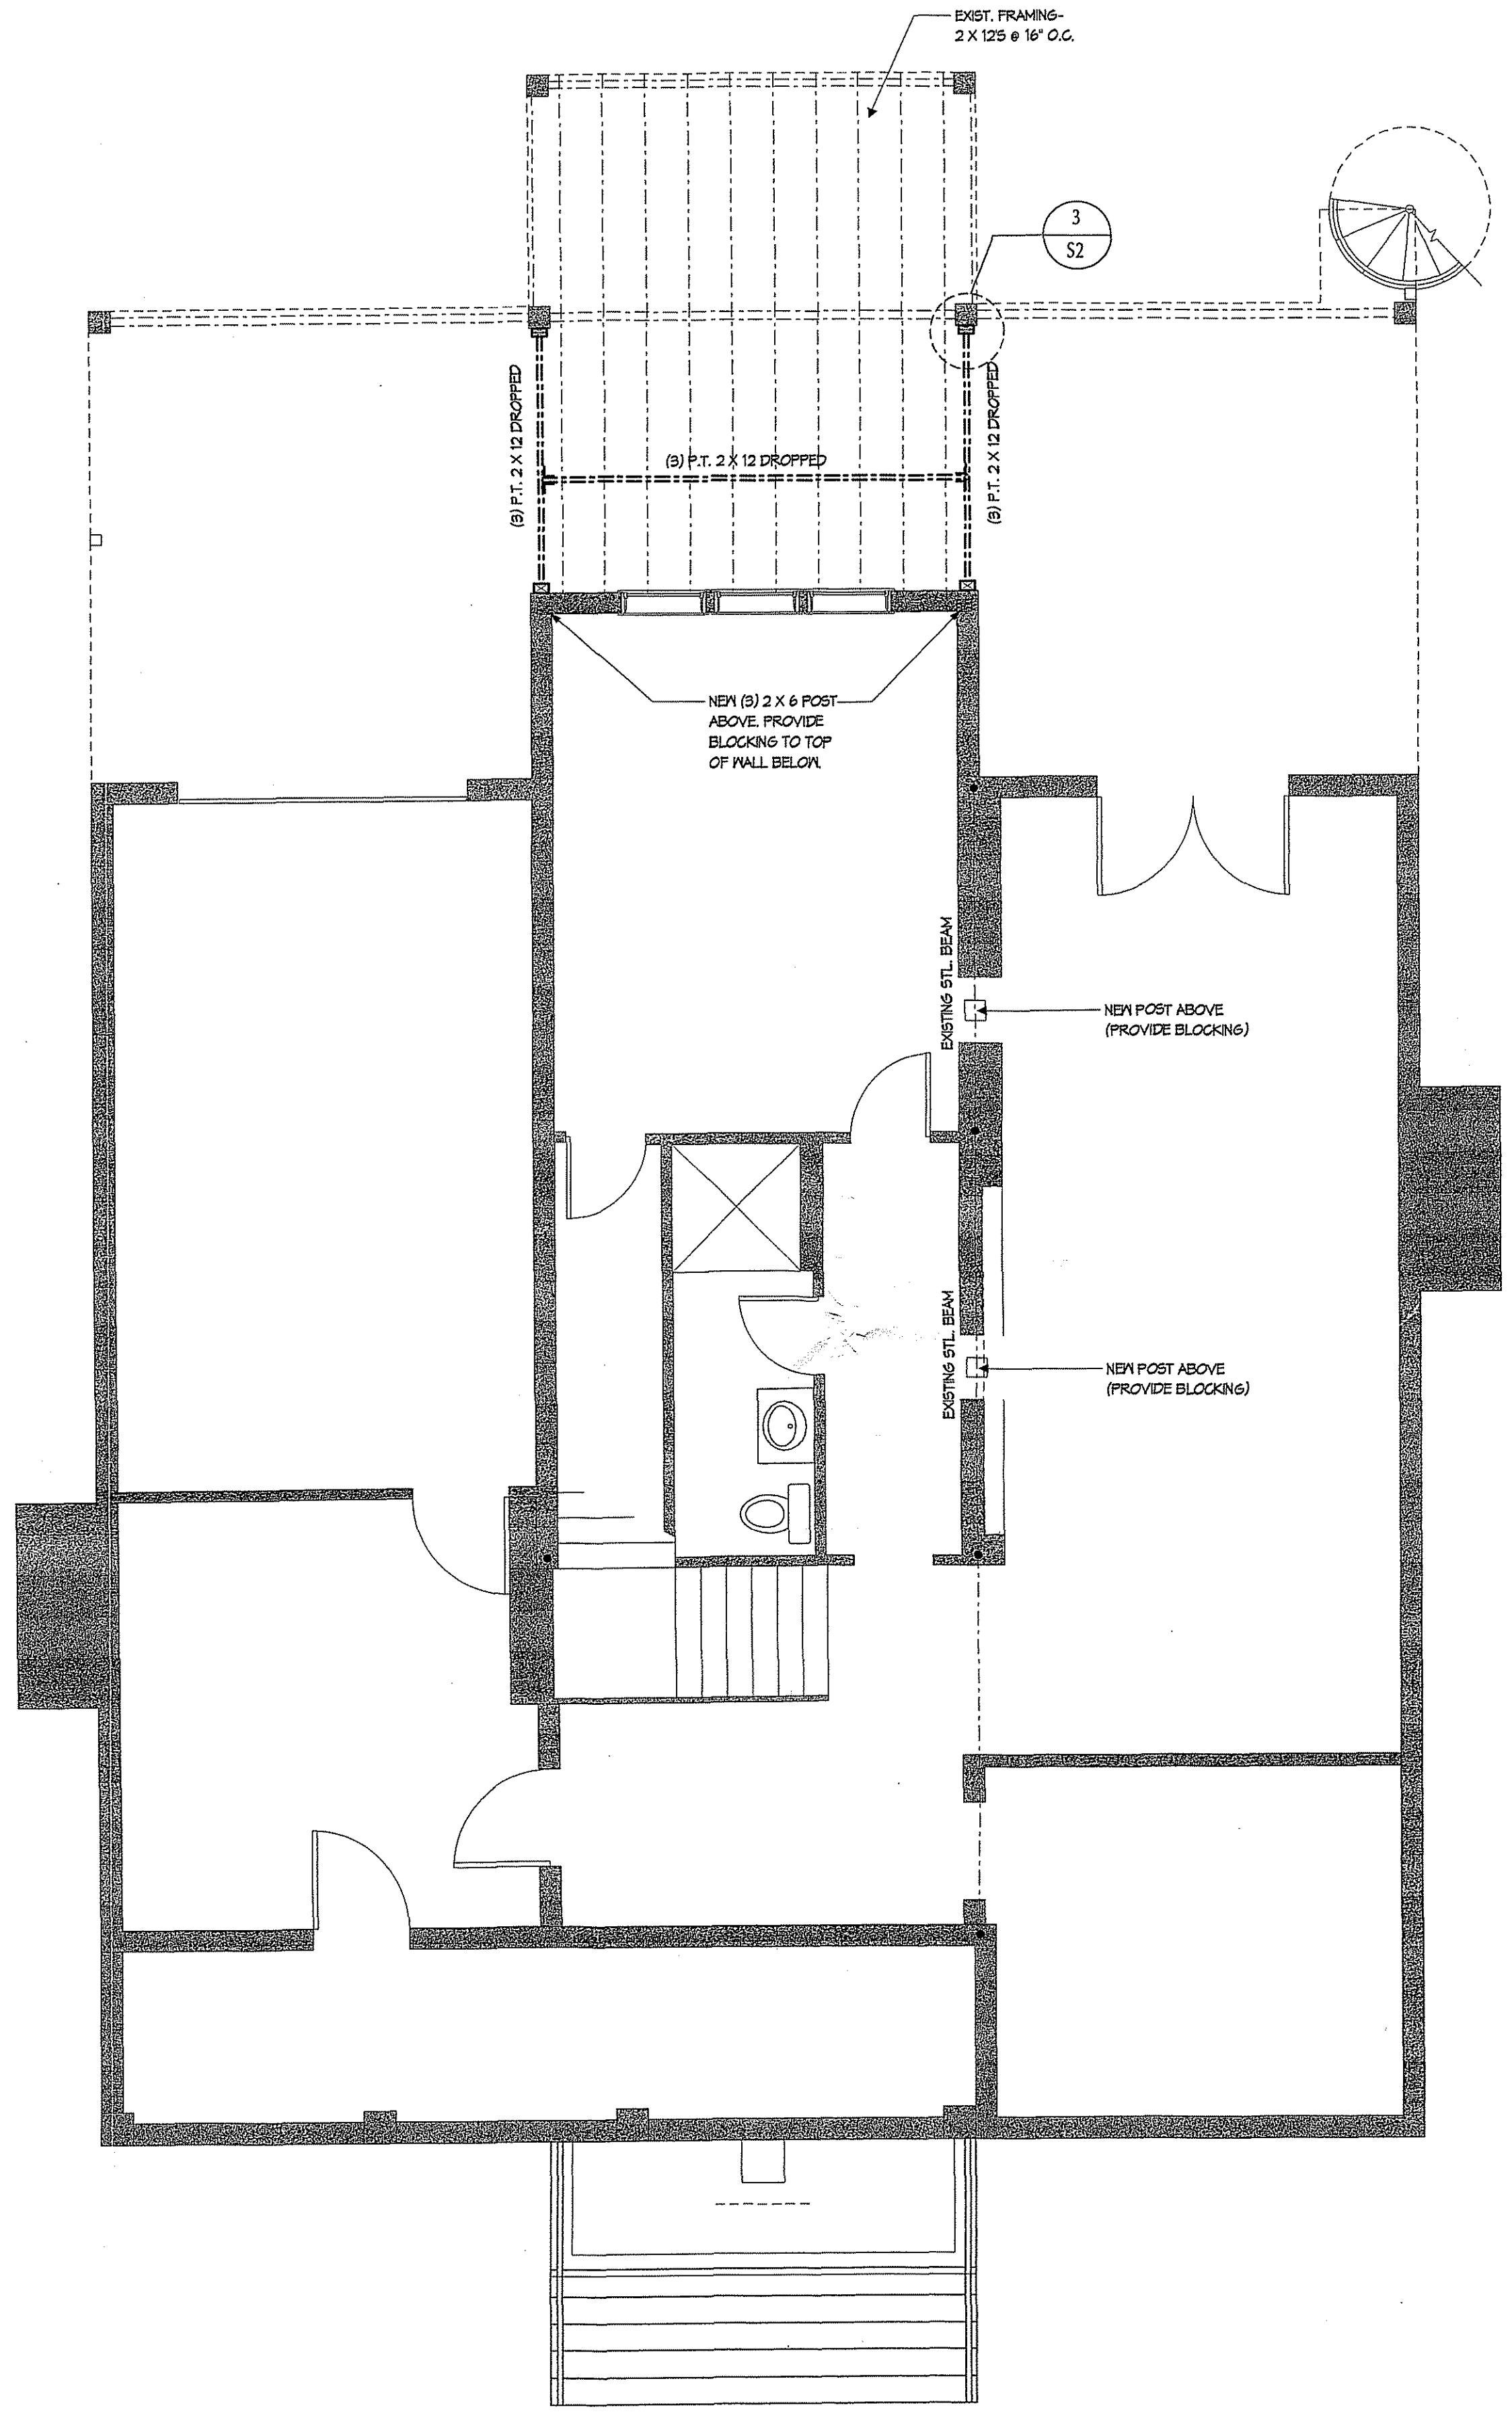 EXIST. FRAMING-
2 X 12'S @ 16" O.C.
3
S2
(3) P.T. 2 X 12 DROPPED
(3) P.T. 2 X 12 DROPPED
(3) P.T. 2 X 12 DROPPED
NEW (3) 2 X 6 POST
ABOVE. PROVIDE
BLOCKING TO TOP
OF WALL BELOW.
EXISTING STL. BEAM
NEW POST ABOVE
(PROVIDE BLOCKING)
EXISTING STL. BEAM
NEW POST ABOVE
(PROVIDE BLOCKING)